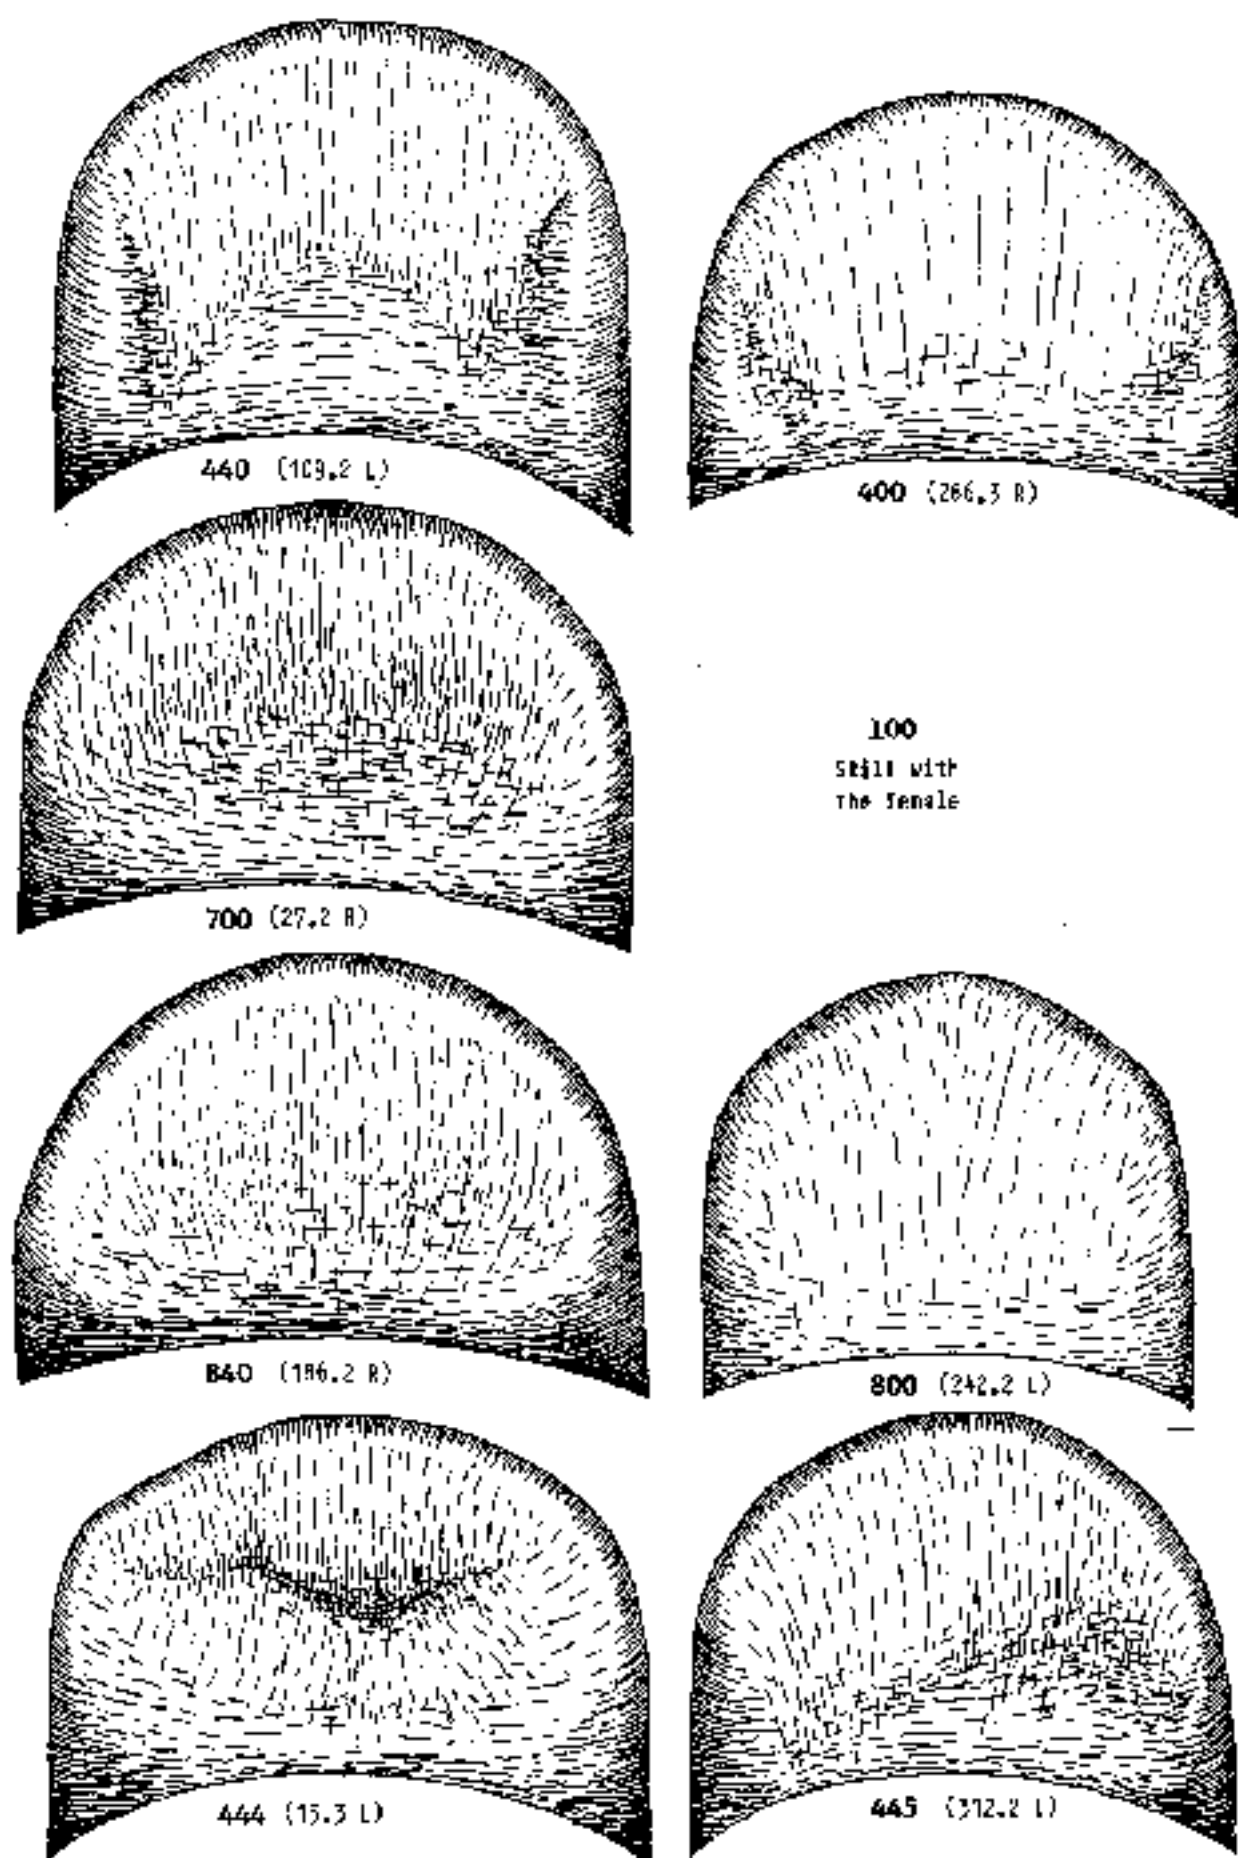 440 (109.2 L)
400 (266.3 R)
700 (27.2 R)
100
Still with
the female
840 (186.2 R)
800 (242.2 L)
444 (15.3 L)
445 (312.2 L)